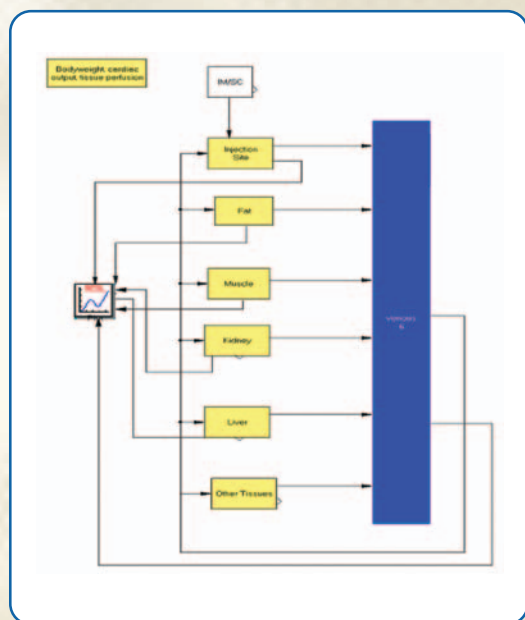 Bodyweight cardiac
output tissue perfusion
IM/SC
Injection
Site
Fat
Muscle
Kidney
Liver
Other Tissues